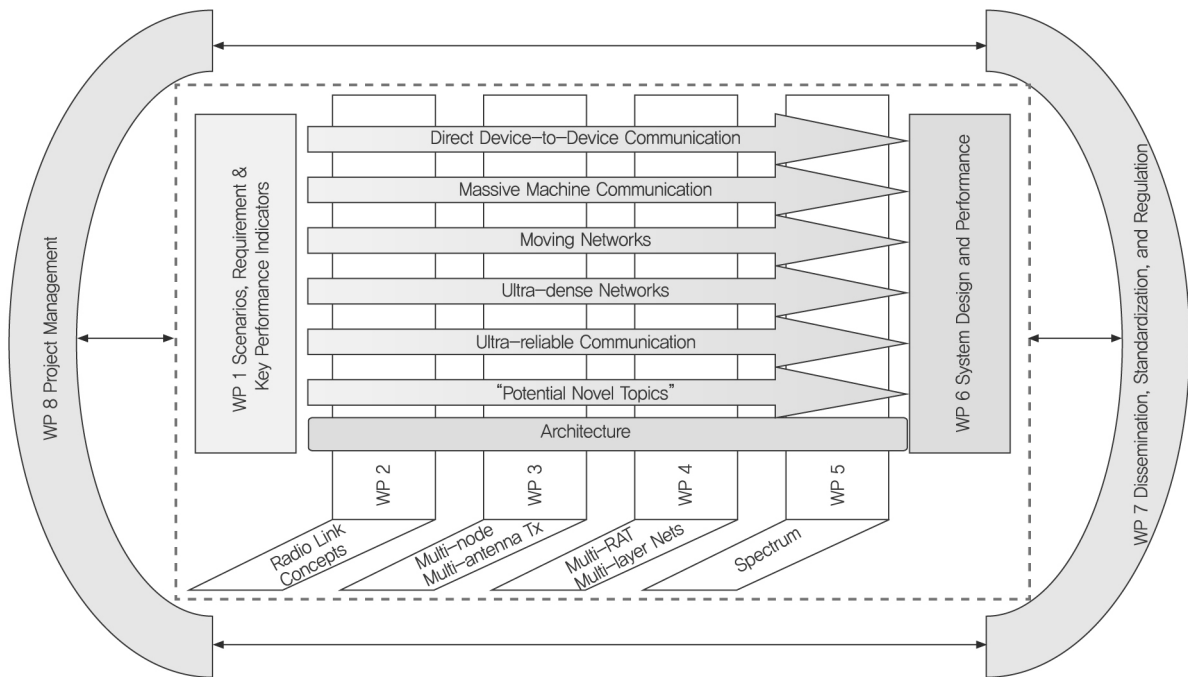 WP 8 Project Management
WP 1 Scenarios, Requirement &
Key Performance Indicators
Direct Device-to-Device Communication
Massive Machine Communication
Moving Networks
Ultra-dense Networks
Ultra-reliable Communication
“Potential Novel Topics”
Architecture
WP 2
WP 3
WP 4
WP 5
Radio Link
Concepts
Multi-node
Multi-antenna Tx
Multi-RAT
Multi-layer Nets
Spectrum
WP 6 System Design and Performance
WP 7 Dissemination, Standardization, and Regulation